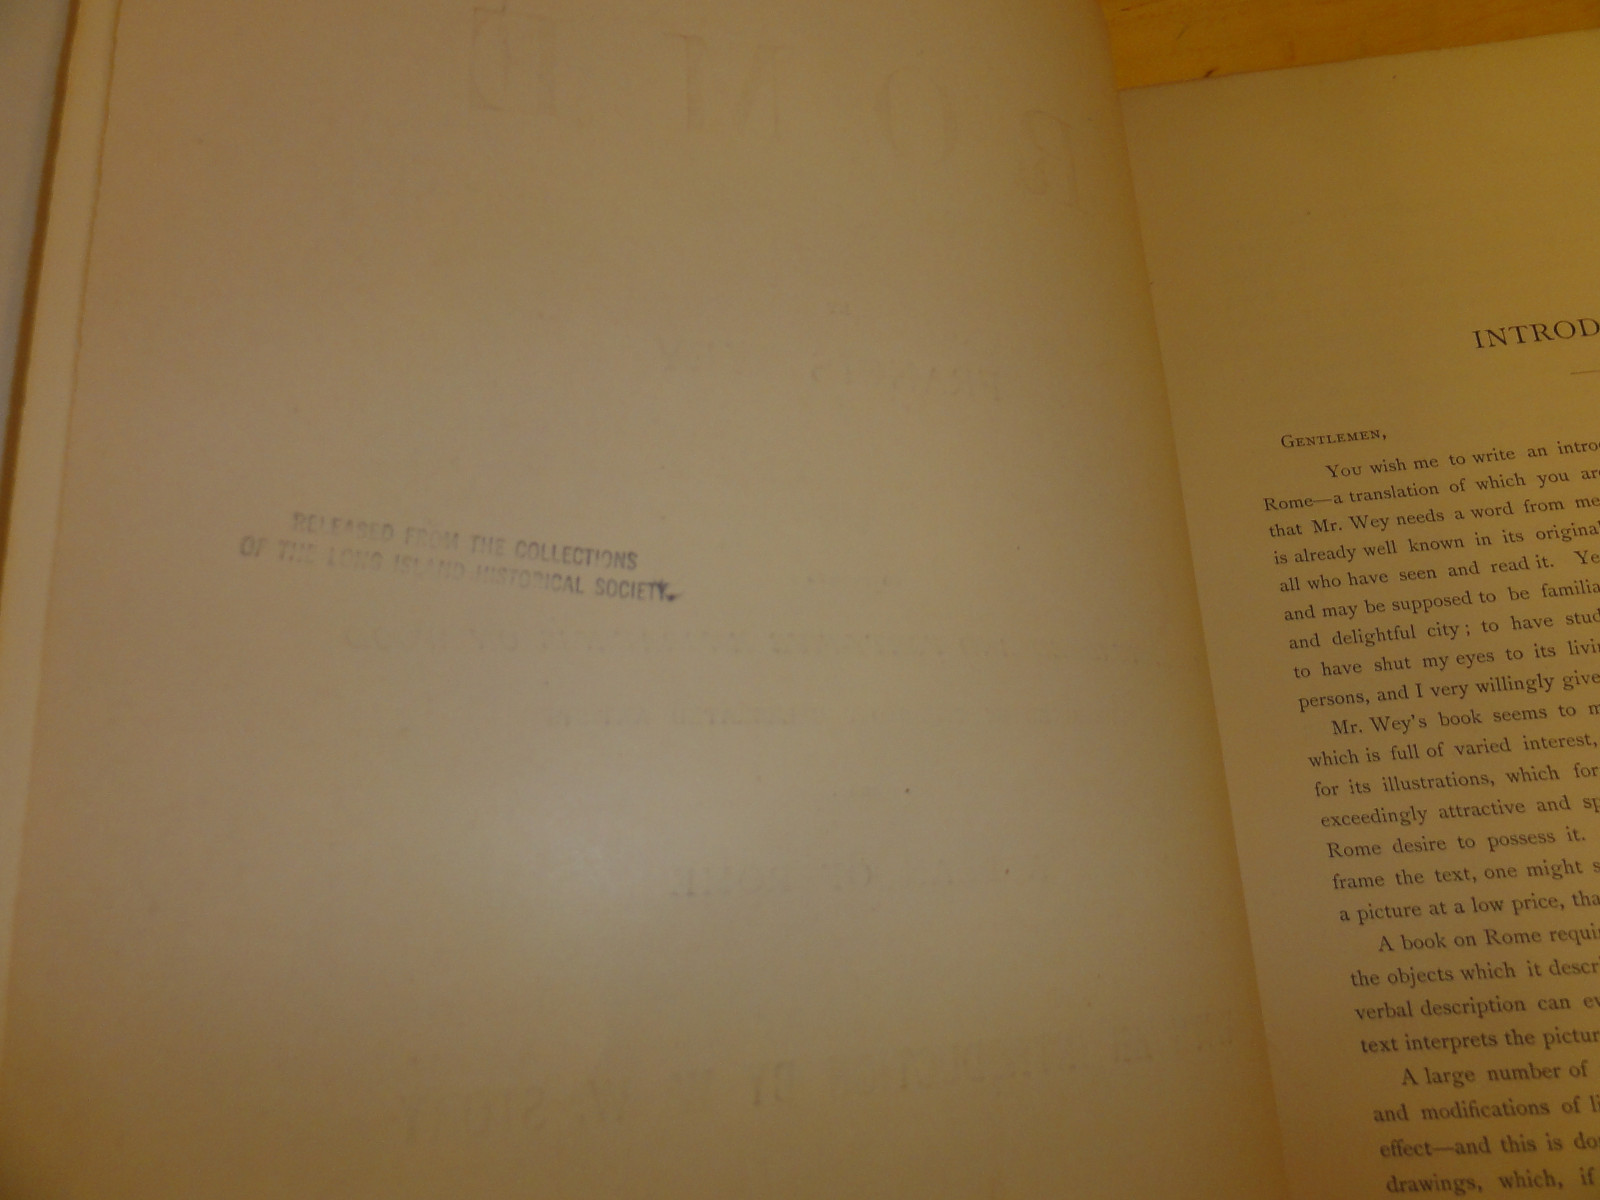 RELEASED FROM THE COLLECTIONS
OF THE LONG ISLAND HISTORICAL SOCIETY
INTROD
GENTLEMEN,
You wish me to write an intro
Rome—a translation of which you are
that Mr. Wey needs a word from me
is already well known in its original
all who have seen and read it. Ye
and may be supposed to be familia
and delightful city; to have stud
to have shut my eyes to its livin
persons, and I very willingly give
Mr. Wey's book seems to m
which is full of varied interest,
for its illustrations, which for
exceedingly attractive and sp
Rome desire to possess it.
frame the text, one might s
a picture at a low price, tha
A book on Rome requi
the objects which it descri
verbal description can ev
text interprets the pictur
A large number of
and modifications of li
effect—and this is do
drawings, which, if